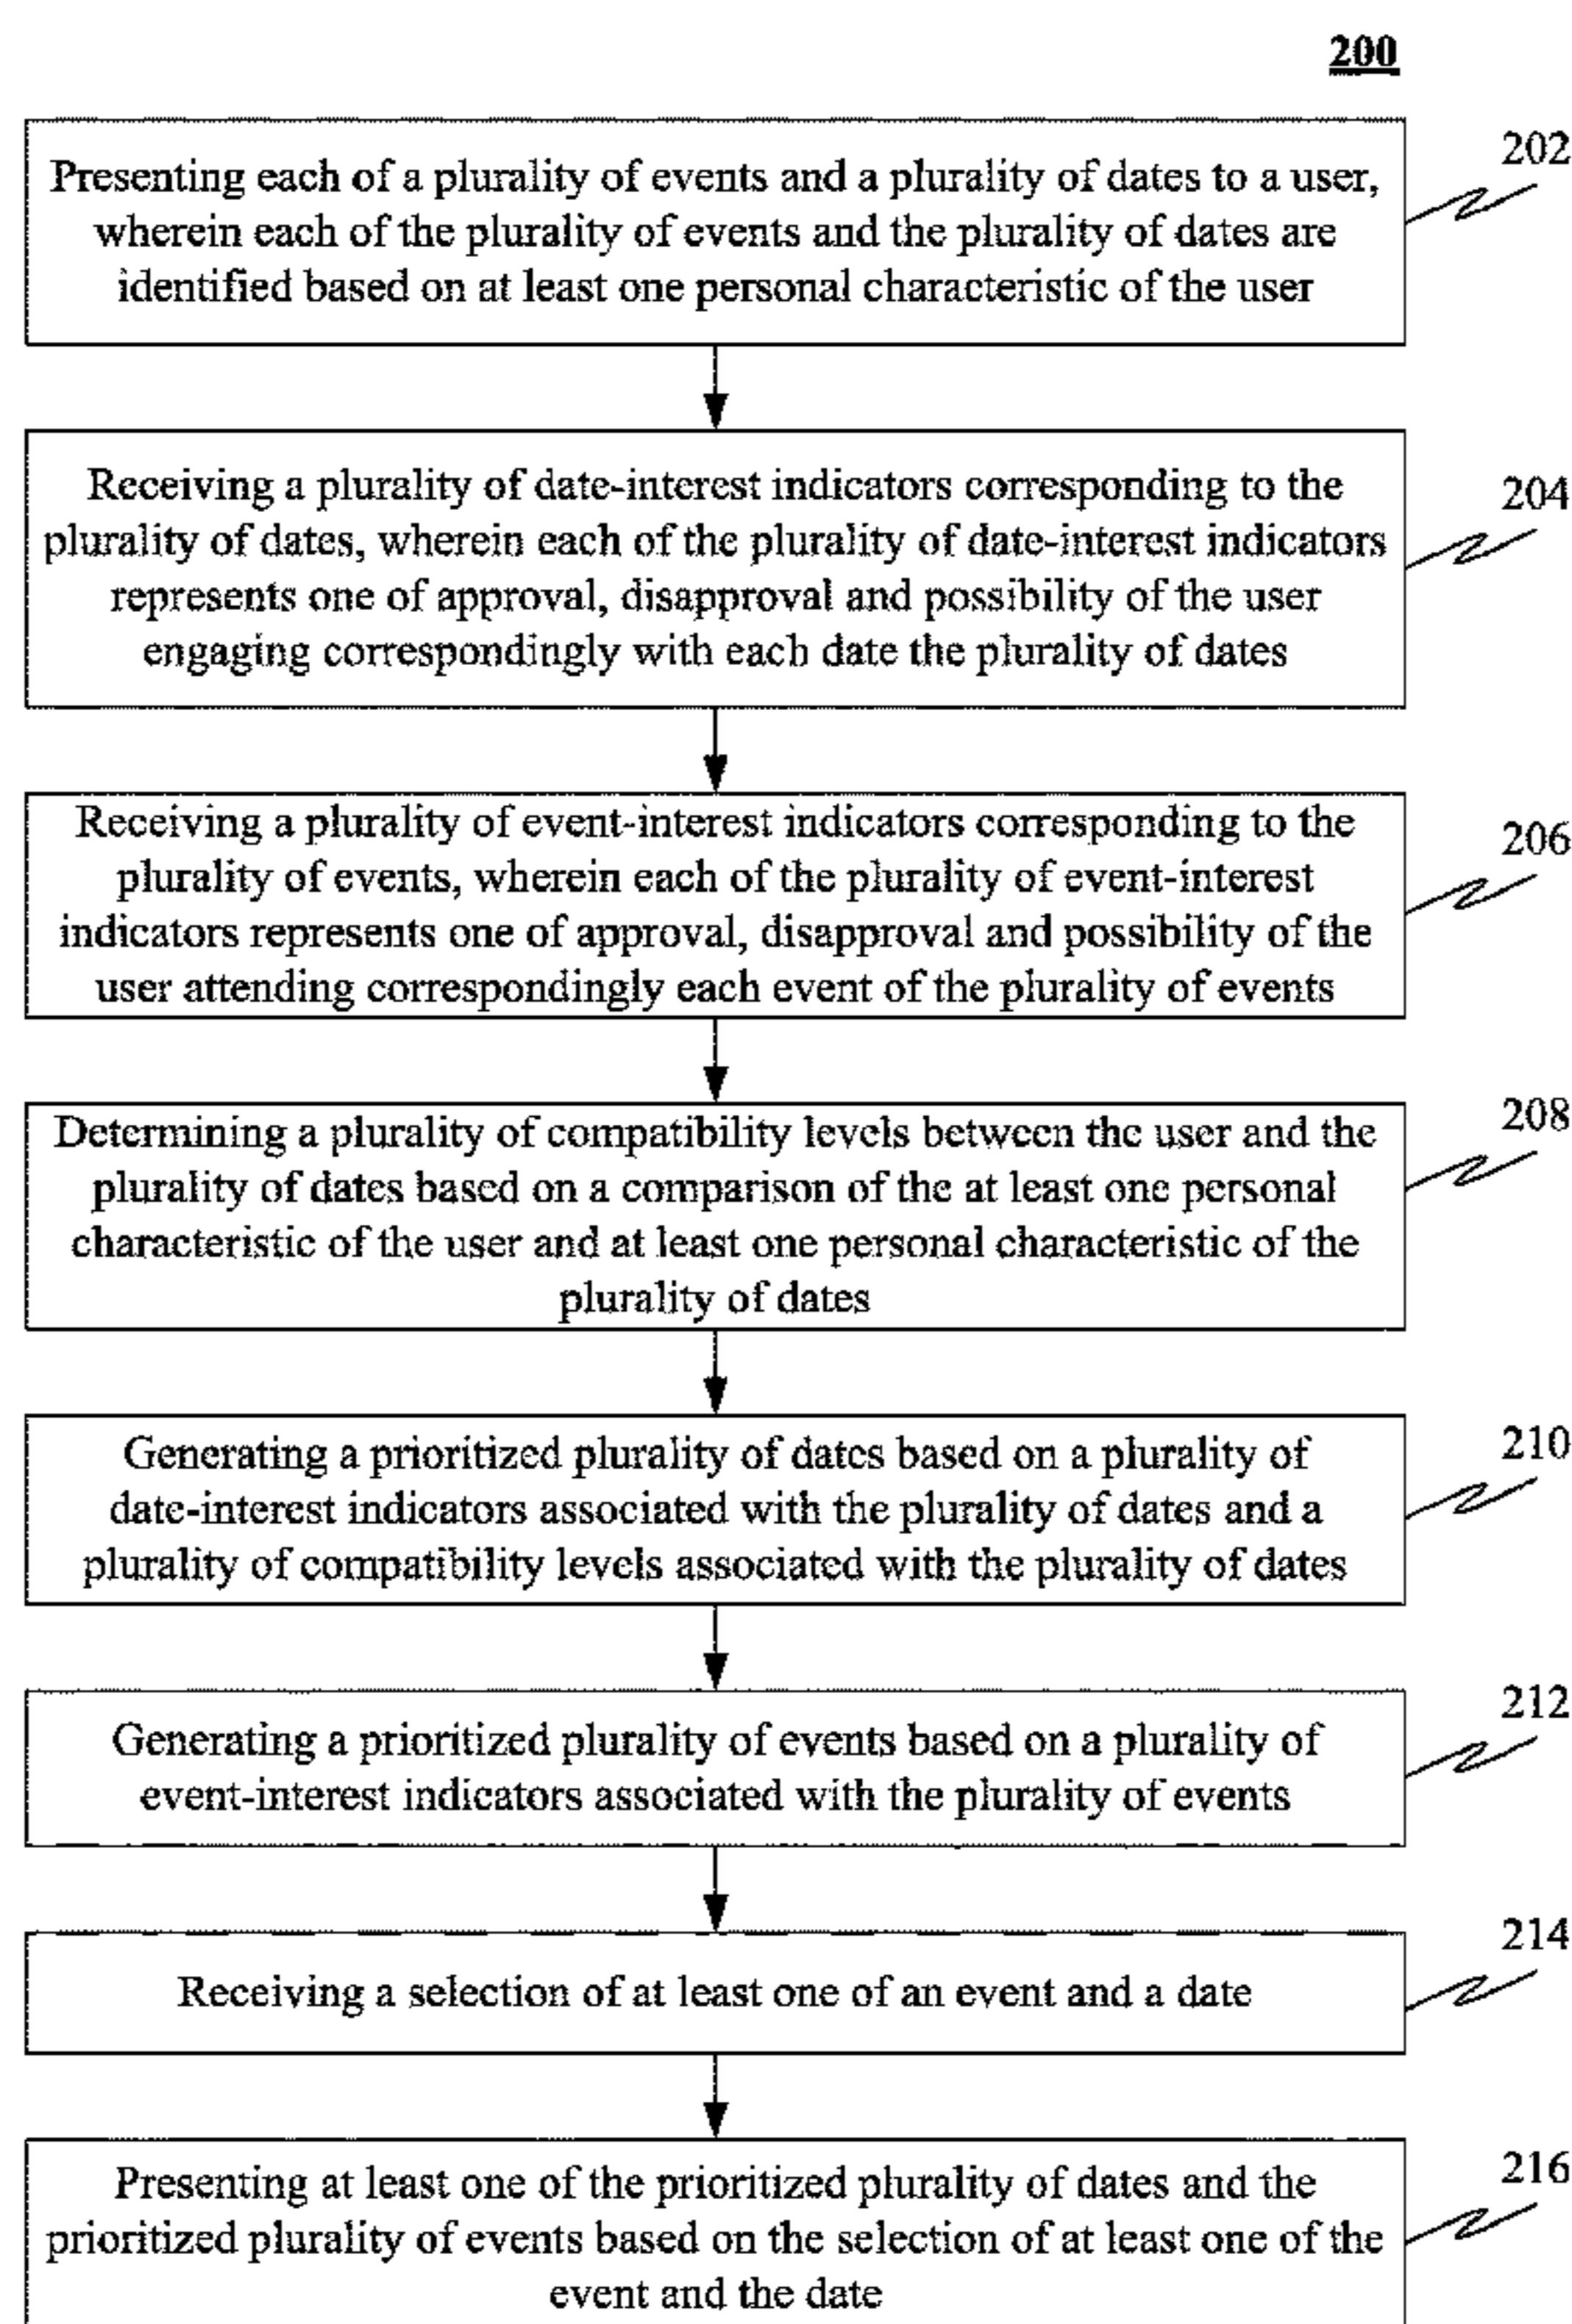 200
Presenting each of a plurality of events and a plurality of dates to a user,
wherein each of the plurality of events and the plurality of dates are
identified based on at least one personal characteristic of the user
202
Receiving a plurality of date-interest indicators corresponding to the
plurality of dates, wherein each of the plurality of date-interest indicators
represents one of approval, disapproval and possibility of the user
engaging correspondingly with each date the plurality of dates
204
Receiving a plurality of event-interest indicators corresponding to the
plurality of events, wherein each of the plurality of event-interest
indicators represents one of approval, disapproval and possibility of the
user attending correspondingly each event of the plurality of events
206
Determining a plurality of compatibility levels between the user and the
plurality of dates based on a comparison of the at least one personal
characteristic of the user and at least one personal characteristic of the
plurality of dates
208
Generating a prioritized plurality of dates based on a plurality of
date-interest indicators associated with the plurality of dates and a
plurality of compatibility levels associated with the plurality of dates
210
Generating a prioritized plurality of events based on a plurality of
event-interest indicators associated with the plurality of events
212
Receiving a selection of at least one of an event and a date
214
Presenting at least one of the prioritized plurality of dates and the
prioritized plurality of events based on the selection of at least one of the
event and the date
216